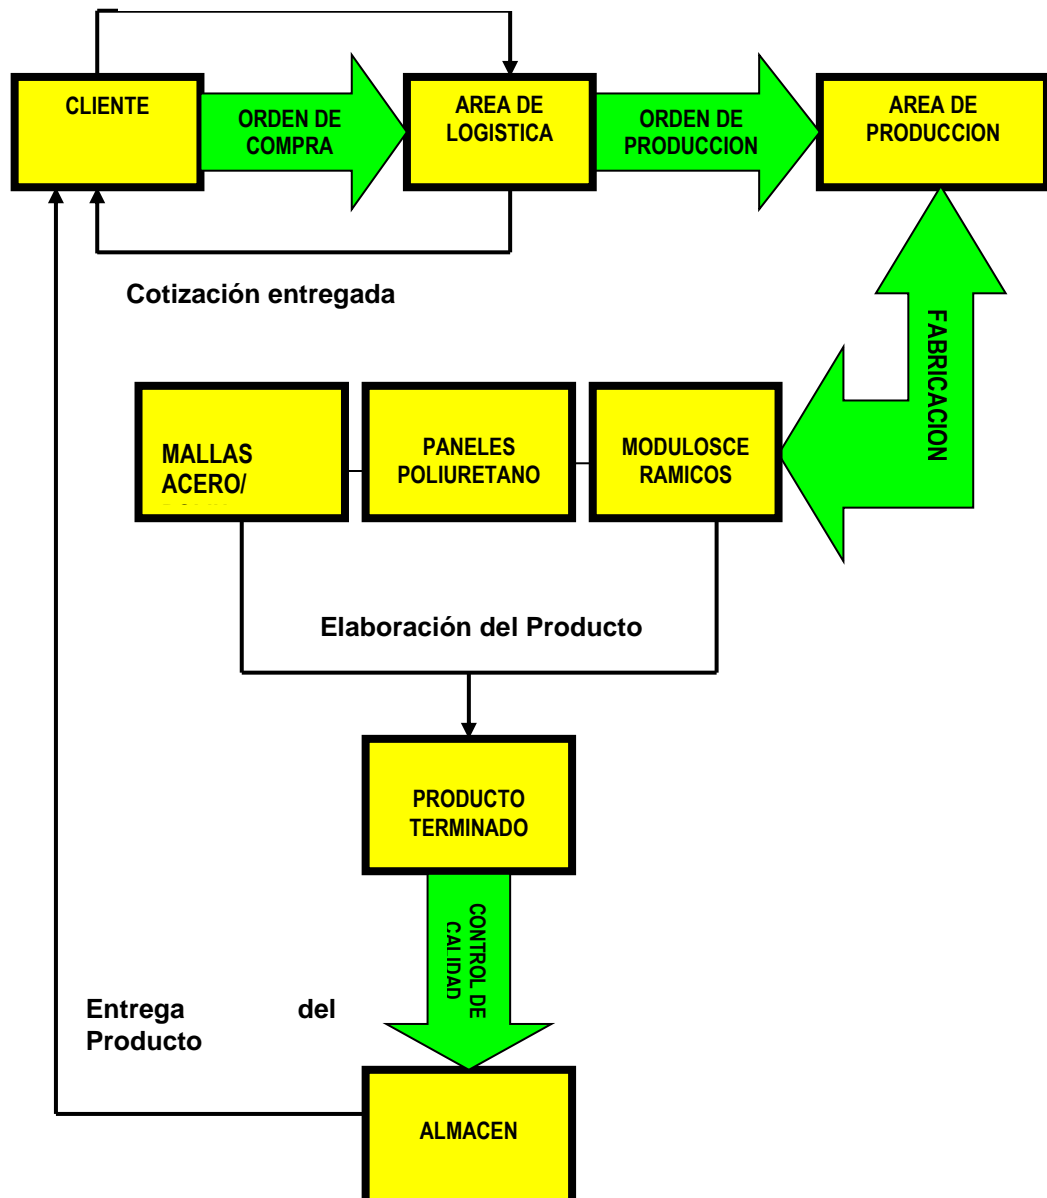 CLIENTE
ORDEN DE
COMPRA
AREA DE
LOGISTICA
ORDEN DE
PRODUCCION
AREA DE
PRODUCCION
Cotización entregada
FABRICACION
MALLAS
ACERO/
PANELES
POLIURETANO
MODULOSCE
RAMICOS
Elaboración del Producto
PRODUCTO
TERMINADO
CONTROL DE
CALIDAD
Entrega del
Producto
ALMACEN